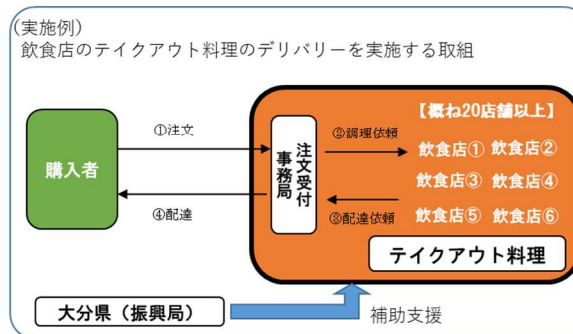 (実施例)
飲食店のテイクアウト料理のデリバリーを実施する取組
【概ね20店舗以上】
①注文
②調理依頼
購入者
注文受付
事務局
飲食店① 飲食店②
飲食店③ 飲食店④
④配達
③配達依頼
飲食店⑤ 飲食店⑥
テイクアウト料理
大分県（振興局）
補助支援